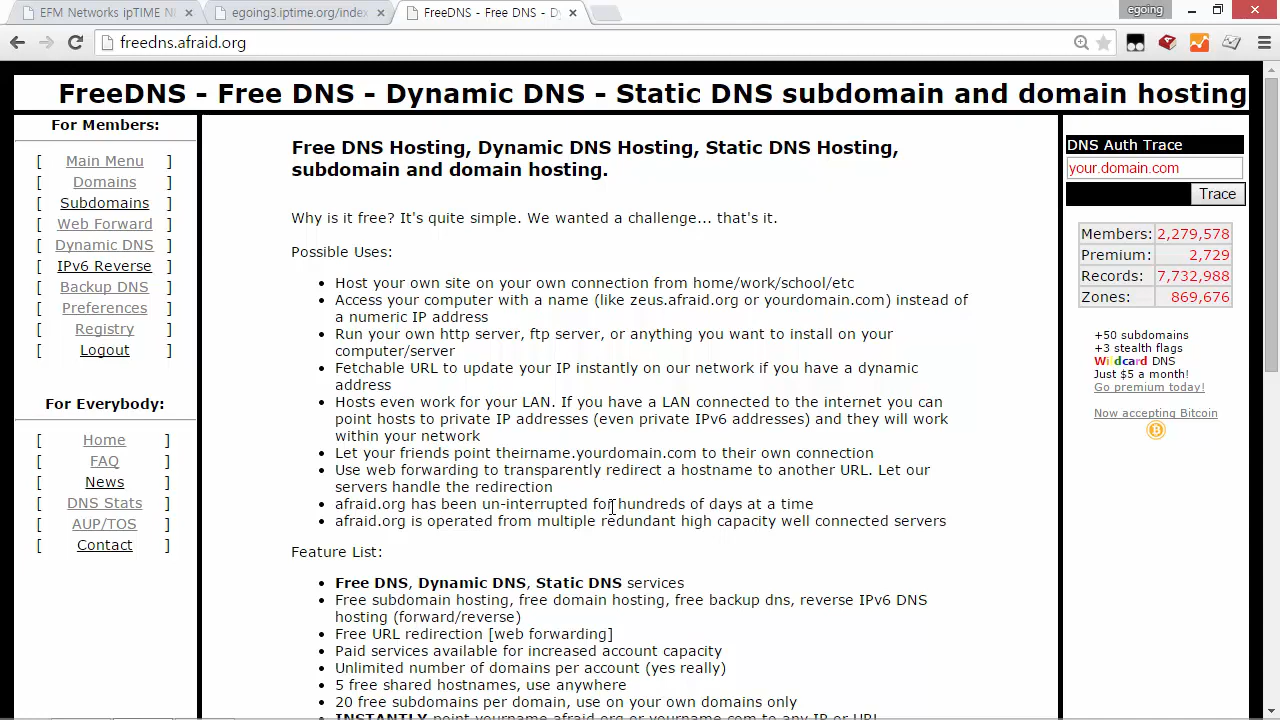 EFM Networks ipTIME N
egoing3.iptime.org/index
FreeDNS - Free DNS - D
egoing
freedns.afraid.org
FreeDNS - Free DNS - Dynamic DNS - Static DNS subdomain and domain hosting
For Members:
[ Main Menu ]
[ Domains ]
[ Subdomains ]
[ Web Forward ]
[ Dynamic DNS ]
[ IPv6 Reverse ]
[ Backup DNS ]
[ Preferences ]
[ Registry ]
[ Logout ]
For Everybody:
[ Home ]
[ FAQ ]
[ News ]
[ DNS Stats ]
[ AUP/TOS ]
[ Contact ]
Free DNS Hosting, Dynamic DNS Hosting, Static DNS Hosting,
subdomain and domain hosting.
Why is it free? It's quite simple. We wanted a challenge... that's it.
Possible Uses:
• Host your own site on your own connection from home/work/school/etc
• Access your computer with a name (like zeus.afraid.org or yourdomain.com) instead of
a numeric IP address
• Run your own http server, ftp server, or anything you want to install on your
computer/server
• Fetchable URL to update your IP instantly on our network if you have a dynamic
address
• Hosts even work for your LAN. If you have a LAN connected to the internet you can
point hosts to private IP addresses (even private IPv6 addresses) and they will work
within your network
• Let your friends point theirname.yourdomain.com to their own connection
• Use web forwarding to transparently redirect a hostname to another URL. Let our
servers handle the redirection
• afraid.org has been un-interrupted for hundreds of days at a time
• afraid.org is operated from multiple redundant high capacity well connected servers
Feature List:
• Free DNS, Dynamic DNS, Static DNS services
• Free subdomain hosting, free domain hosting, free backup dns, reverse IPv6 DNS
hosting (forward/reverse)
• Free URL redirection [web forwarding]
• Paid services available for increased account capacity
• Unlimited number of domains per account (yes really)
• 5 free shared hostnames, use anywhere
• 20 free subdomains per domain, use on your own domains only
• INSTANTLY point yourname.afraid.org or yourname.com to any IP or URL
DNS Auth Trace
your.domain.com
Trace
Members: 2,279,578
Premium: 2,729
Records: 7,732,988
Zones: 869,676
+50 subdomains
+3 stealth flags
Wildcard DNS
Just $5 a month!
Go premium today!
Now accepting Bitcoin